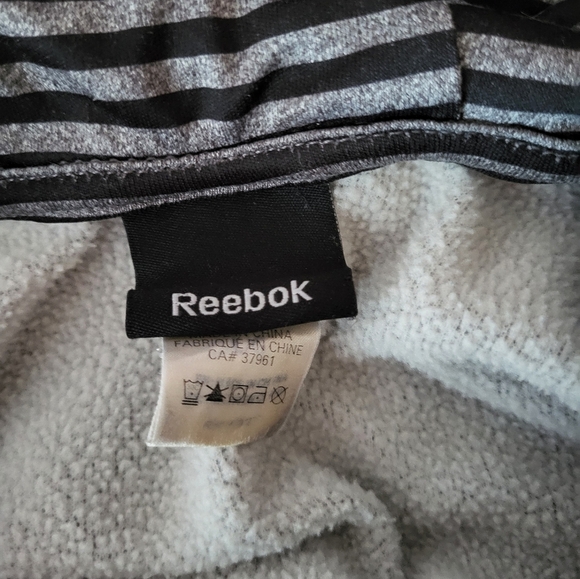 Reebok
CHINA
FABRIQUE EN CHINE
CA# 37961